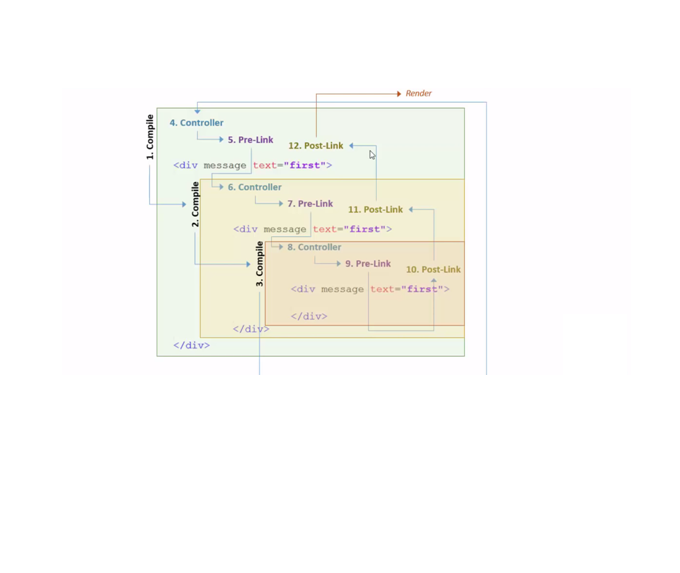 Render
1. Compile
4. Controller
5. Pre-Link
12. Post-Link
<div message text="first">
2. Compile
6. Controller
7. Pre-Link
11. Post-Link
<div message text="first">
3. Compile
8. Controller
9. Pre-Link
10. Post-Link
<div message text="first">
</div>
</div>
</div>